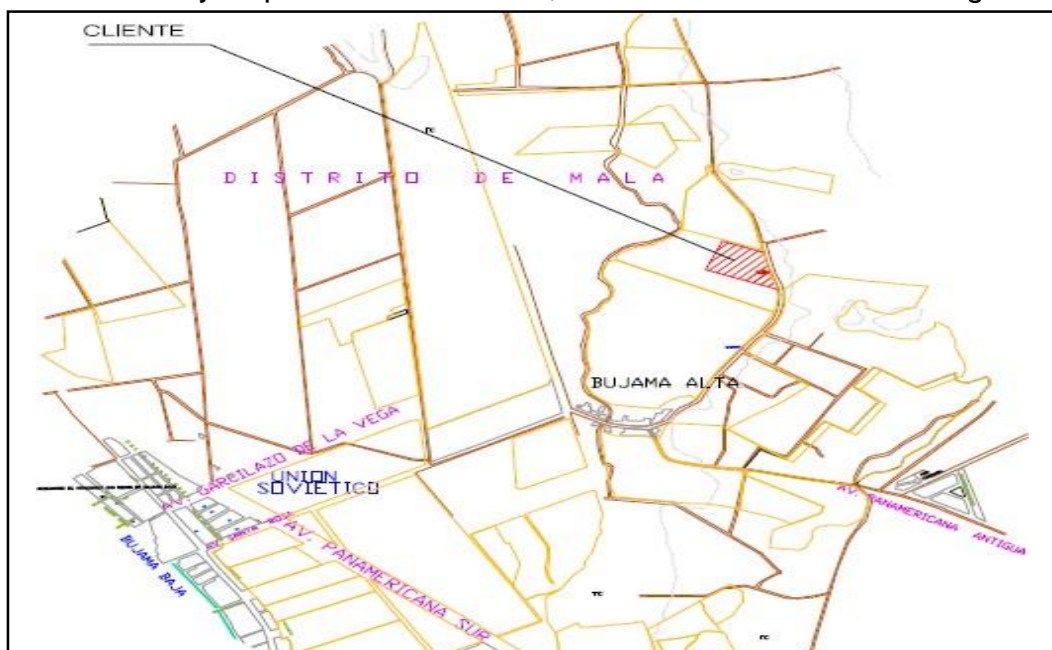 CLIENTE
DISTRITO DE MALA
BUJAMA ALTA
AV. GARCILAZO DE LA VEGA
UNION
SOVIETICO
AV. PANAMERICANA SUR
BUJAMA BAJA
AV. PANAMERICANA
ANTIGUA